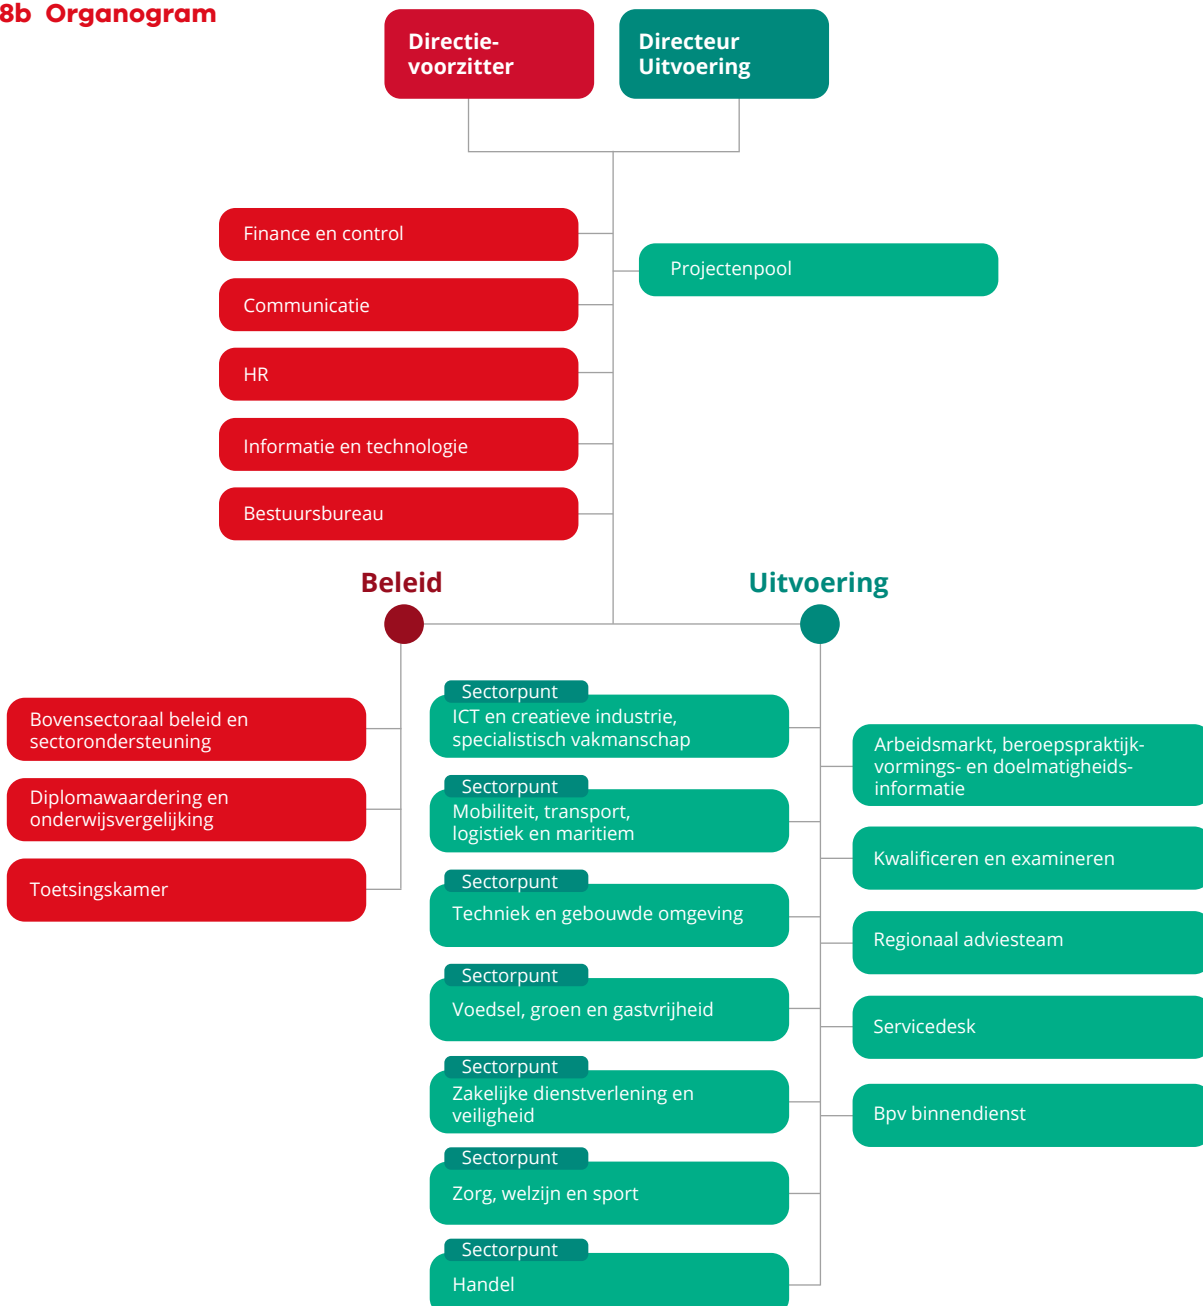 8b Organogram
Directie-
voorzitter
Directeur
Uitvoering
Finance en control
Projectenpool
Communicatie
HR
Informatie en technologie
Bestuursbureau
Beleid
Uitvoering
Bovensectoraal beleid en
sectorondersteuning
Diplomawaardering en
onderwijsvergelijking
Toetsingskamer
Sectorpunt
ICT en creatieve industrie,
specialistisch vakmanschap
Sectorpunt
Mobiliteit, transport,
logistiek en maritiem
Sectorpunt
Techniek en gebouwde omgeving
Sectorpunt
Voedsel, groen en gastvrijheid
Sectorpunt
Zakelijke dienstverlening en
veiligheid
Sectorpunt
Zorg, welzijn en sport
Sectorpunt
Handel
Arbeidsmarkt, beroepspraktijk-
vormings- en doelmatigheids-
informatie
Kwalificeren en examineren
Regionaal adviesteam
Servicedesk
Bpv binnendienst